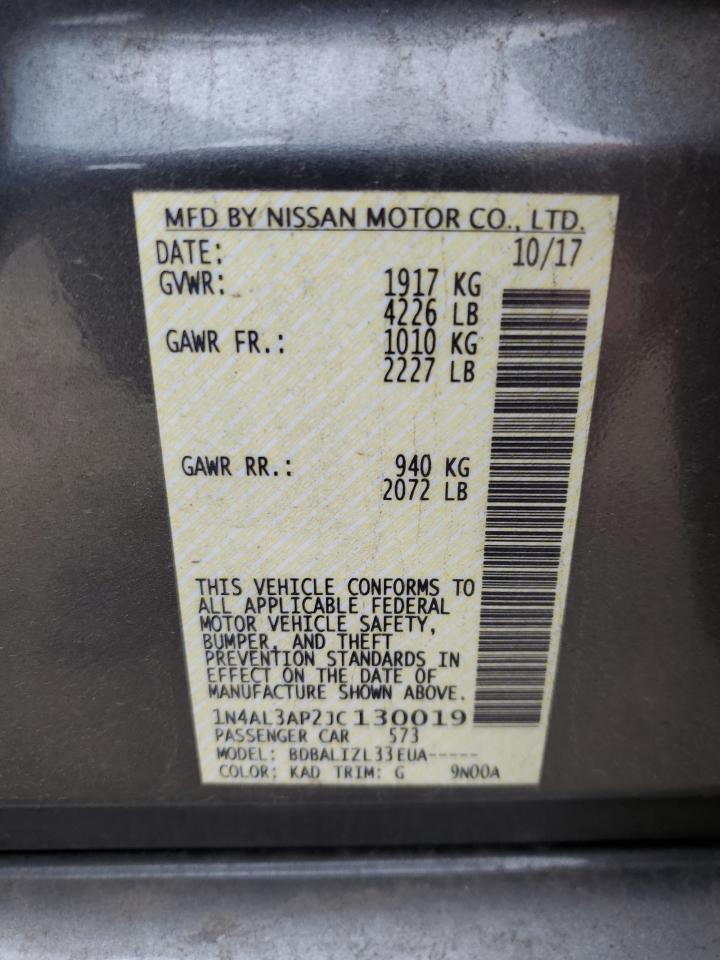 MFD BY NISSAN MOTOR CO., LTD.
DATE: 10/17
GVWR: 1917 KG
4226 LB
GAWR FR.: 1010 KG
2227 LB
GAWR RR.: 940 KG
2072 LB
THIS VEHICLE CONFORMS TO
ALL APPLICABLE FEDERAL
MOTOR VEHICLE SAFETY,
BUMPER, AND THEFT
PREVENTION STANDARDS IN
EFFECT ON THE DATE OF
MANUFACTURE SHOWN ABOVE.
1N4AL3AP2JC130019
PASSENGER CAR 573
MODEL: BDBALIZL33EUA-----
COLOR: KAD TRIM: G 9N00A